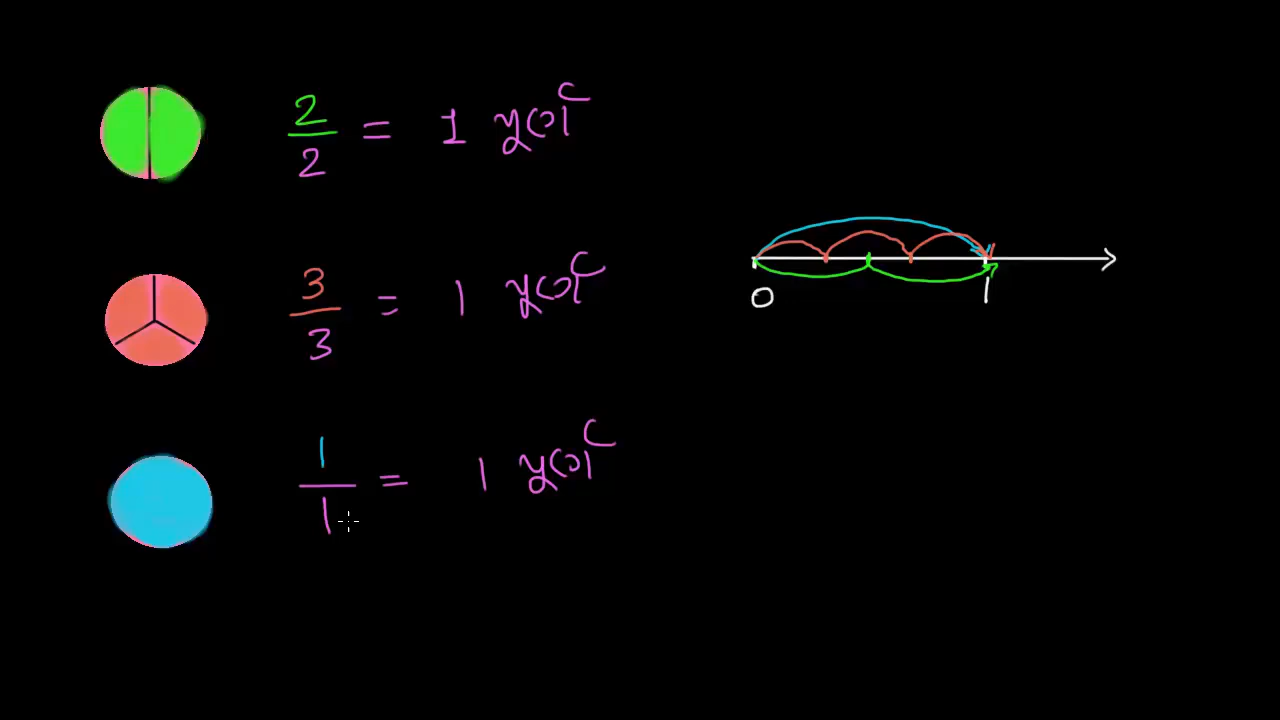 2/2 = 1 પૂર્ણ
3/3 = 1 પૂર્ણ
1/1 = 1 પૂર્ણ
0 1